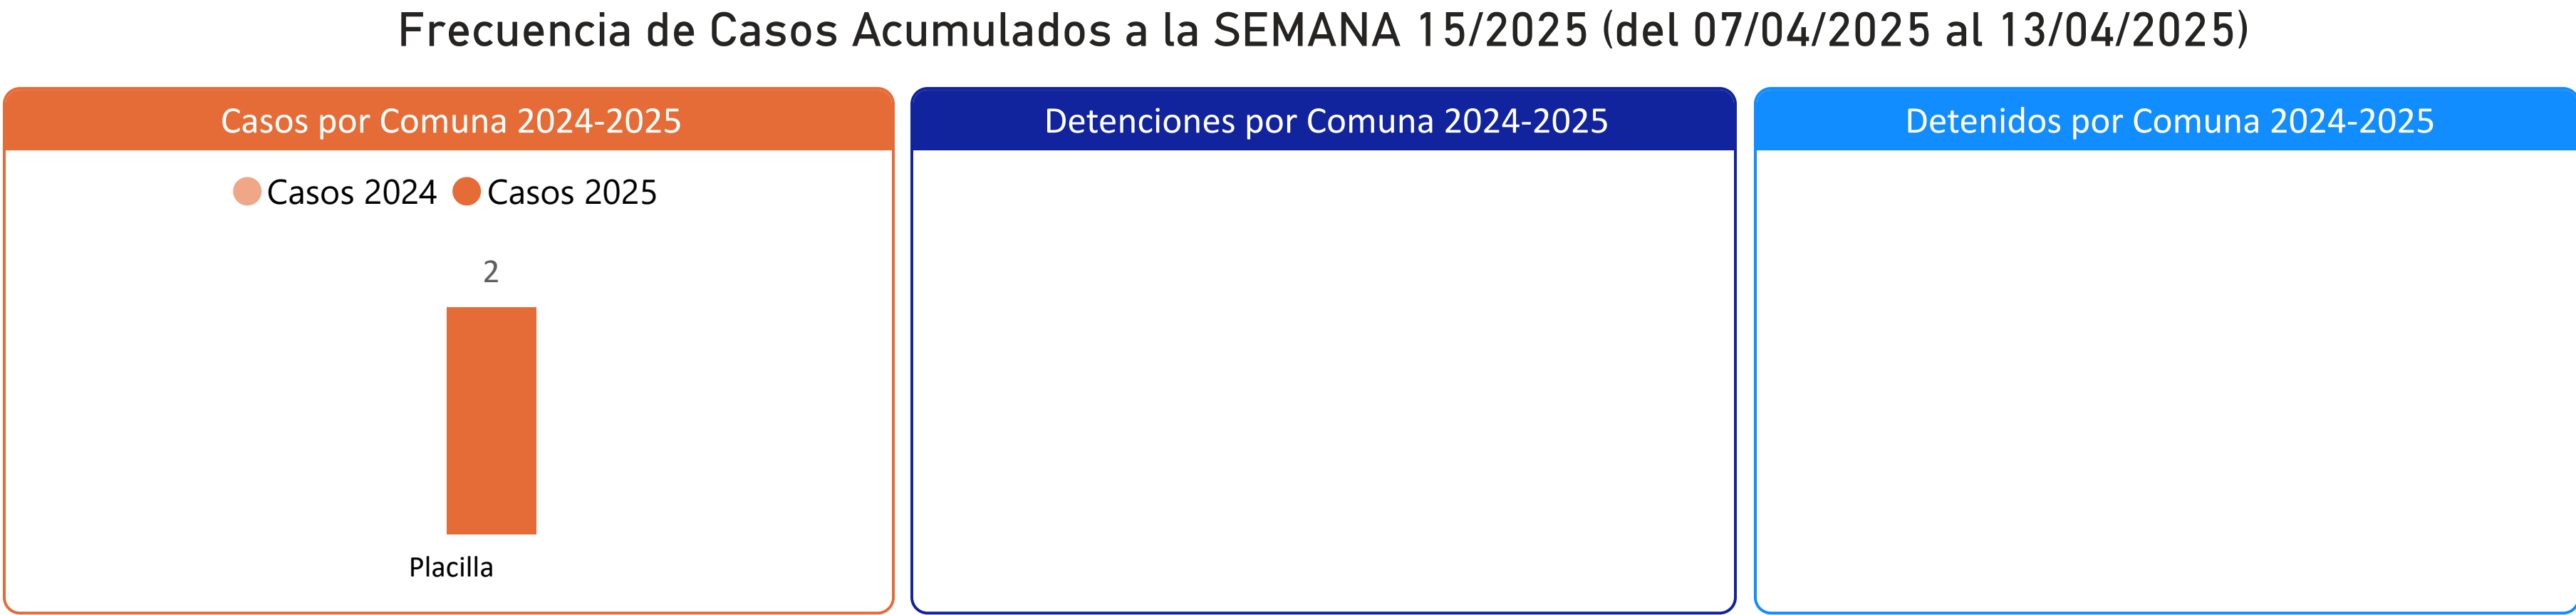 Frecuencia de Casos Acumulados a la SEMANA 15/2025 (del 07/04/2025 al 13/04/2025)
Casos por Comuna 2024-2025
Casos 2024 Casos 2025
2
Placilla
Detenciones por Comuna 2024-2025
Detenidos por Comuna 2024-2025